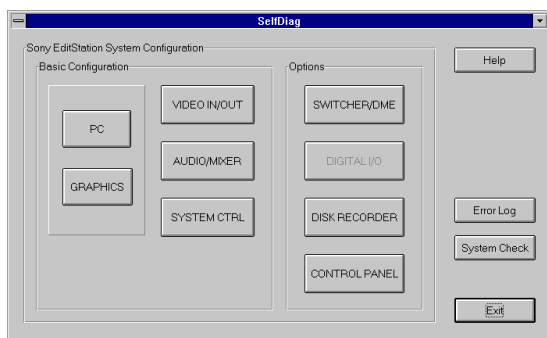 SelfDiag
Sony EditStation System Configuration
Basic Configuration
PC
GRAPHICS
VIDEO IN/OUT
AUDIO/MIXER
SYSTEM CTRL
Options
SWITCHER/DME
DIGITAL I/O
DISK RECORDER
CONTROL PANEL
Help
Error Log
System Check
Exit